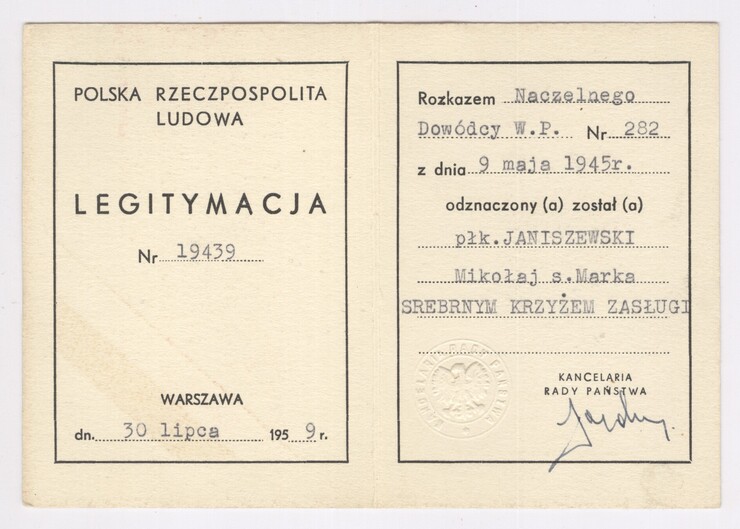 POLSKA RZECZPOSPOLITA
LUDOWA
LEGITYMACJA
Nr 19439
WARSZAWA
dn. 30 lipca 1959 r.
Rozkazem Naczelnego
Dowódcy W.P. Nr 282
z dnia 9 maja 1945r.
odznaczony (a) został (a)
płk.JANISZEWSKI
Mikołaj s.Marka
SREBRNYM KRZYŻEM ZASŁUGI
KANCELARIA
RADY PAŃSTWA